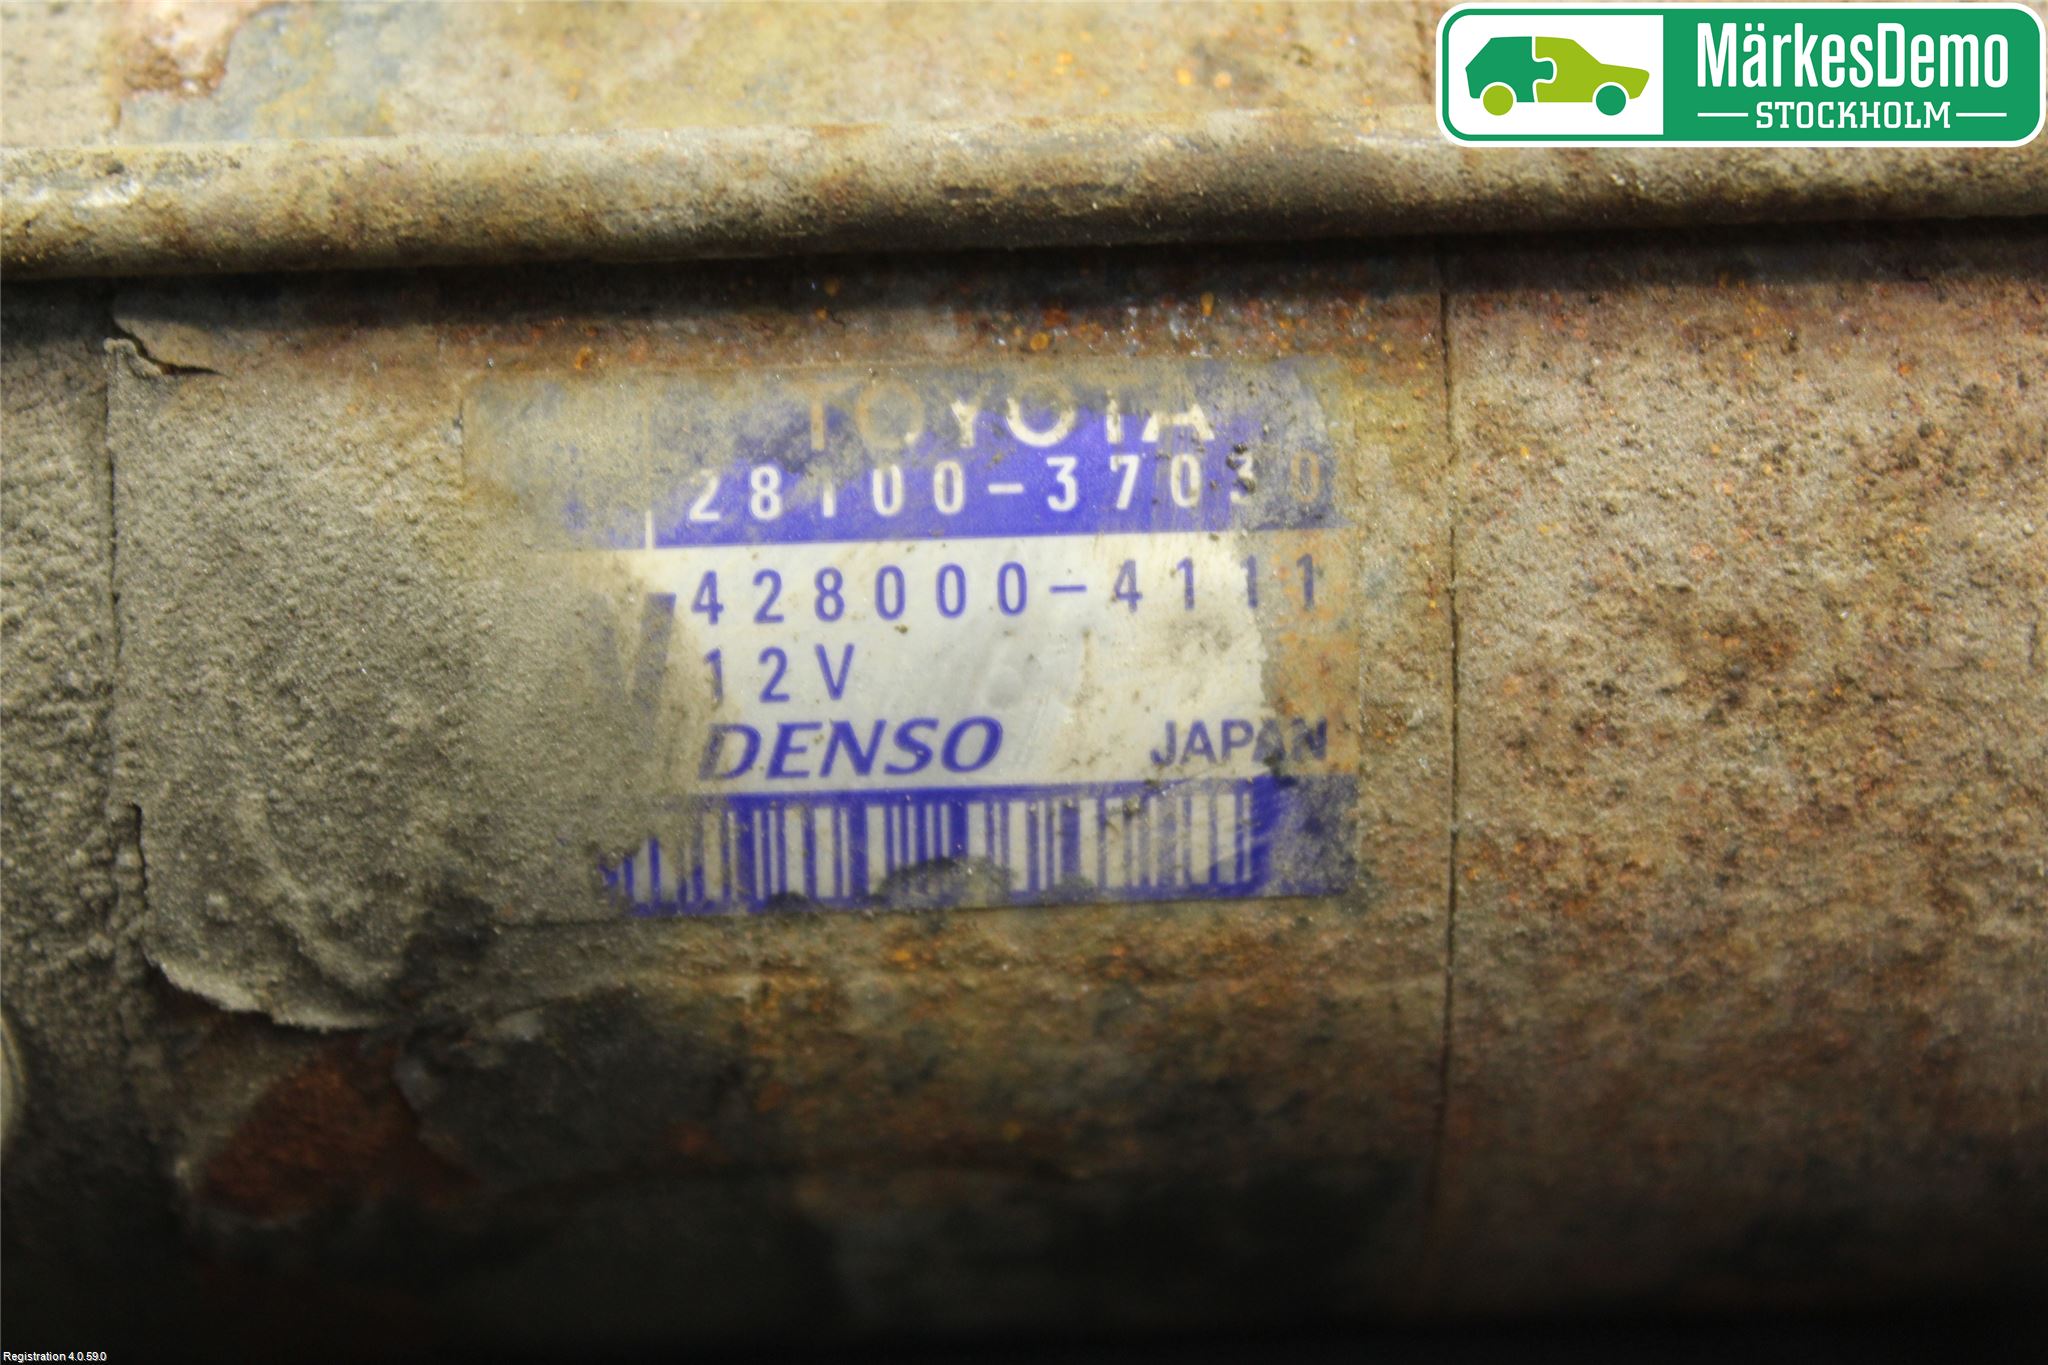 MärkesDemo
STOCKHOLM
TOYOTA
28100-37030
428000-4111
12V
DENSO JAPAN
Registration 4.0.59.0